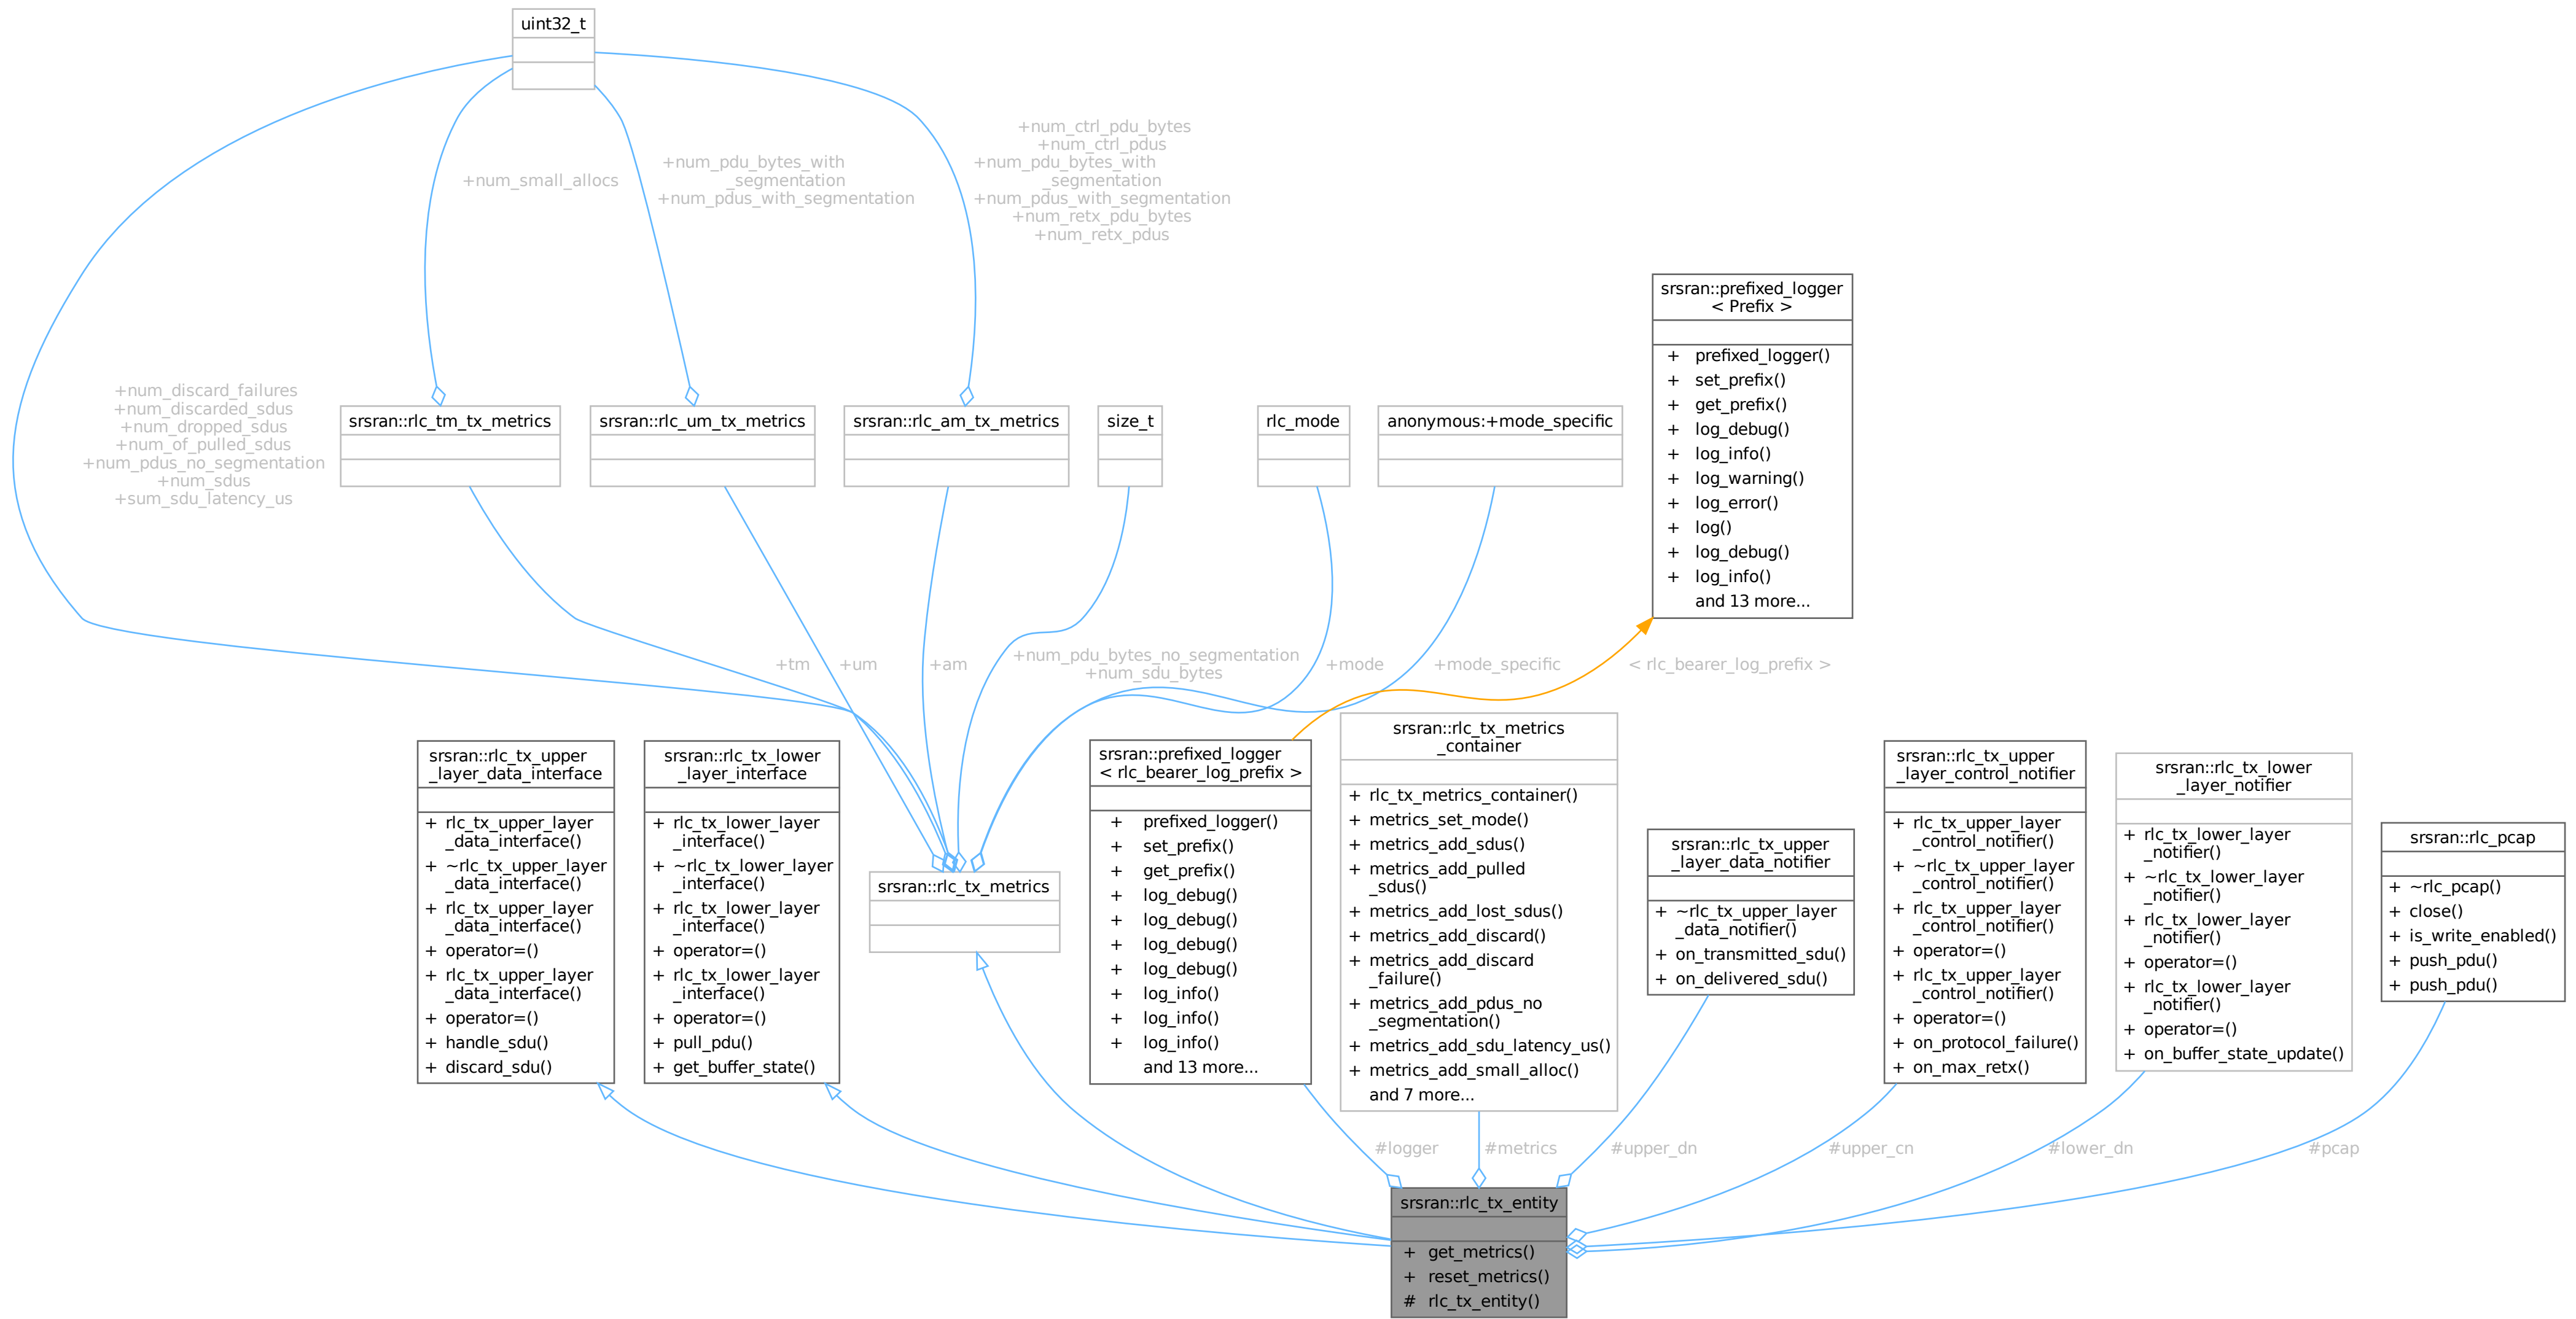 uint32_t
+num_ctrl_pdu_bytes
+num_ctrl_pdus
+num_pdu_bytes_with
_segmentation
+num_pdus_with_segmentation
+num_retx_pdu_bytes
+num_retx_pdus
+num_pdu_bytes_with
_segmentation
+num_pdus_with_segmentation
+num_small_allocs
srsran::prefixed_logger
< Prefix >
+ prefixed_logger()
+ set_prefix()
+ get_prefix()
+ log_debug()
+ log_info()
+ log_warning()
+ log_error()
+ log()
+ log_debug()
+ log_info()
and 13 more...
+num_discard_failures
+num_discarded_sdus
+num_dropped_sdus
+num_of_pulled_sdus
+num_pdus_no_segmentation
+num_sdus
+sum_sdu_latency_us
srsran::rlc_tm_tx_metrics
srsran::rlc_um_tx_metrics
srsran::rlc_am_tx_metrics
size_t
rlc_mode
anonymous:+mode_specific
+tm
+um
+am
+num_pdu_bytes_no_segmentation
+num_sdu_bytes
+mode
+mode_specific
< rlc_bearer_log_prefix >
srsran::rlc_tx_upper
_layer_data_interface
+ rlc_tx_upper_layer
_data_interface()
+ ~rlc_tx_upper_layer
_data_interface()
+ rlc_tx_upper_layer
_data_interface()
+ operator=()
+ rlc_tx_upper_layer
_data_interface()
+ operator=()
+ handle_sdu()
+ discard_sdu()
srsran::rlc_tx_lower
_layer_interface
+ rlc_tx_lower_layer
_interface()
+ ~rlc_tx_lower_layer
_interface()
+ rlc_tx_lower_layer
_interface()
+ operator=()
+ rlc_tx_lower_layer
_interface()
+ operator=()
+ pull_pdu()
+ get_buffer_state()
srsran::rlc_tx_metrics
srsran::prefixed_logger
< rlc_bearer_log_prefix >
+ prefixed_logger()
+ set_prefix()
+ get_prefix()
+ log_debug()
+ log_debug()
+ log_debug()
+ log_debug()
+ log_info()
+ log_info()
+ log_info()
and 13 more...
srsran::rlc_tx_metrics
_container
+ rlc_tx_metrics_container()
+ metrics_set_mode()
+ metrics_add_sdus()
+ metrics_add_pulled
_sdus()
+ metrics_add_lost_sdus()
+ metrics_add_discard()
+ metrics_add_discard
_failure()
+ metrics_add_pdus_no
_segmentation()
+ metrics_add_sdu_latency_us()
+ metrics_add_small_alloc()
and 7 more...
srsran::rlc_tx_upper
_layer_data_notifier
+ ~rlc_tx_upper_layer
_data_notifier()
+ on_transmitted_sdu()
+ on_delivered_sdu()
srsran::rlc_tx_upper
_layer_control_notifier
+ rlc_tx_upper_layer
_control_notifier()
+ ~rlc_tx_upper_layer
_control_notifier()
+ rlc_tx_upper_layer
_control_notifier()
+ operator=()
+ rlc_tx_upper_layer
_control_notifier()
+ operator=()
+ on_protocol_failure()
+ on_max_retx()
srsran::rlc_tx_lower
_layer_notifier
+ rlc_tx_lower_layer
_notifier()
+ ~rlc_tx_lower_layer
_notifier()
+ rlc_tx_lower_layer
_notifier()
+ operator=()
+ rlc_tx_lower_layer
_notifier()
+ operator=()
+ on_buffer_state_update()
srsran::rlc_pcap
+ ~rlc_pcap()
+ close()
+ is_write_enabled()
+ push_pdu()
+ push_pdu()
#logger
#metrics
#upper_dn
#upper_cn
#lower_dn
#pcap
srsran::rlc_tx_entity
+ get_metrics()
+ reset_metrics()
# rlc_tx_entity()